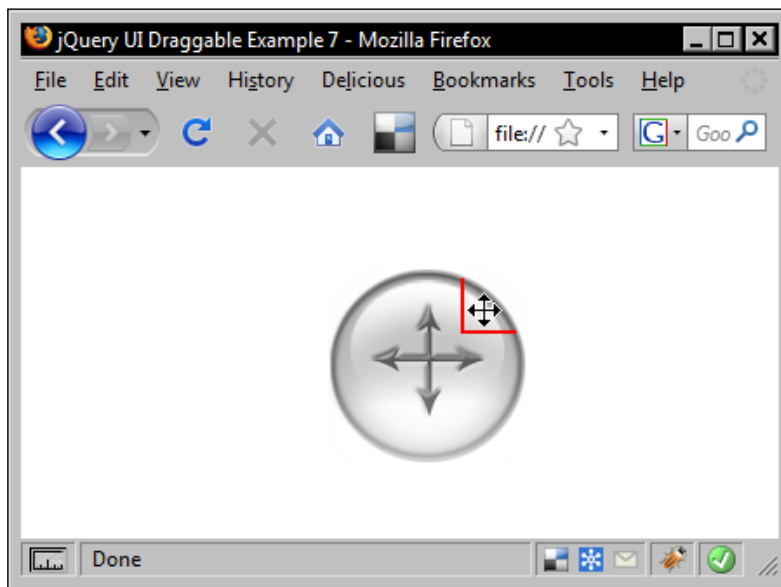 jQuery UI Draggable Example 7 - Mozilla Firefox
File Edit View History Delicious Bookmarks Tools Help
file:// G Goo
Done